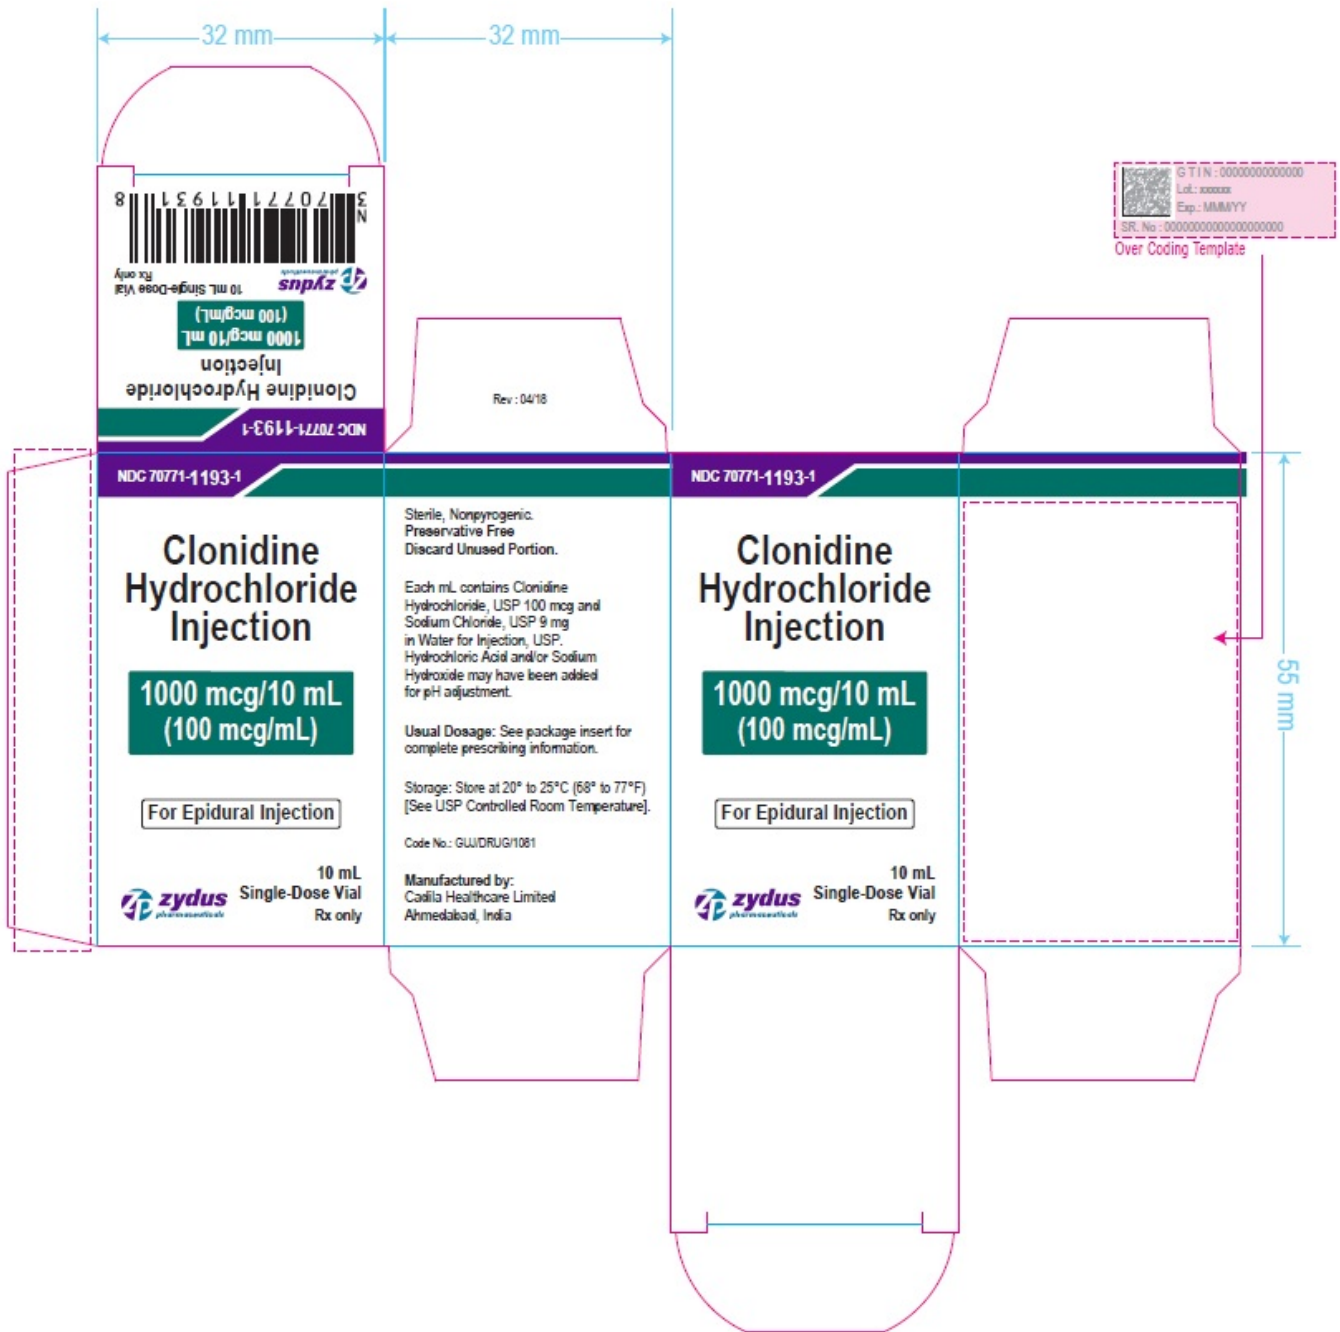 32 mm
32 mm
GTIN : 00000000000000
Lot.: xxxxxx
Exp.: MMM/YY
SR. No : 00000000000000000000
Over Coding Template
NDC 70771-1193-1
Clonidine Hydrochloride
Injection
1000 mcg/10 mL
(100 mcg/mL)
zydus
pharmaceuticals
10 mL Single-Dose Vial
Rx only
N
3 70771 11931 8
Rev : 04/18
NDC 70771-1193-1
Clonidine
Hydrochloride
Injection
1000 mcg/10 mL
(100 mcg/mL)
For Epidural Injection
zydus
pharmaceuticals
10 mL
Single-Dose Vial
Rx only
Sterile, Nonpyrogenic.
Preservative Free
Discard Unused Portion.
Each mL contains Clonidine
Hydrochloride, USP 100 mcg and
Sodium Chloride, USP 9 mg
in Water for Injection, USP.
Hydrochloric Acid and/or Sodium
Hydroxide may have been added
for pH adjustment.
Usual Dosage: See package insert for
complete prescribing information.
Storage: Store at 20° to 25°C (68° to 77°F)
[See USP Controlled Room Temperature].
Code No.: GUJ/DRUG/1081
Manufactured by:
Cadila Healthcare Limited
Ahmedabad, India
NDC 70771-1193-1
Clonidine
Hydrochloride
Injection
1000 mcg/10 mL
(100 mcg/mL)
For Epidural Injection
zydus
pharmaceuticals
10 mL
Single-Dose Vial
Rx only
55 mm